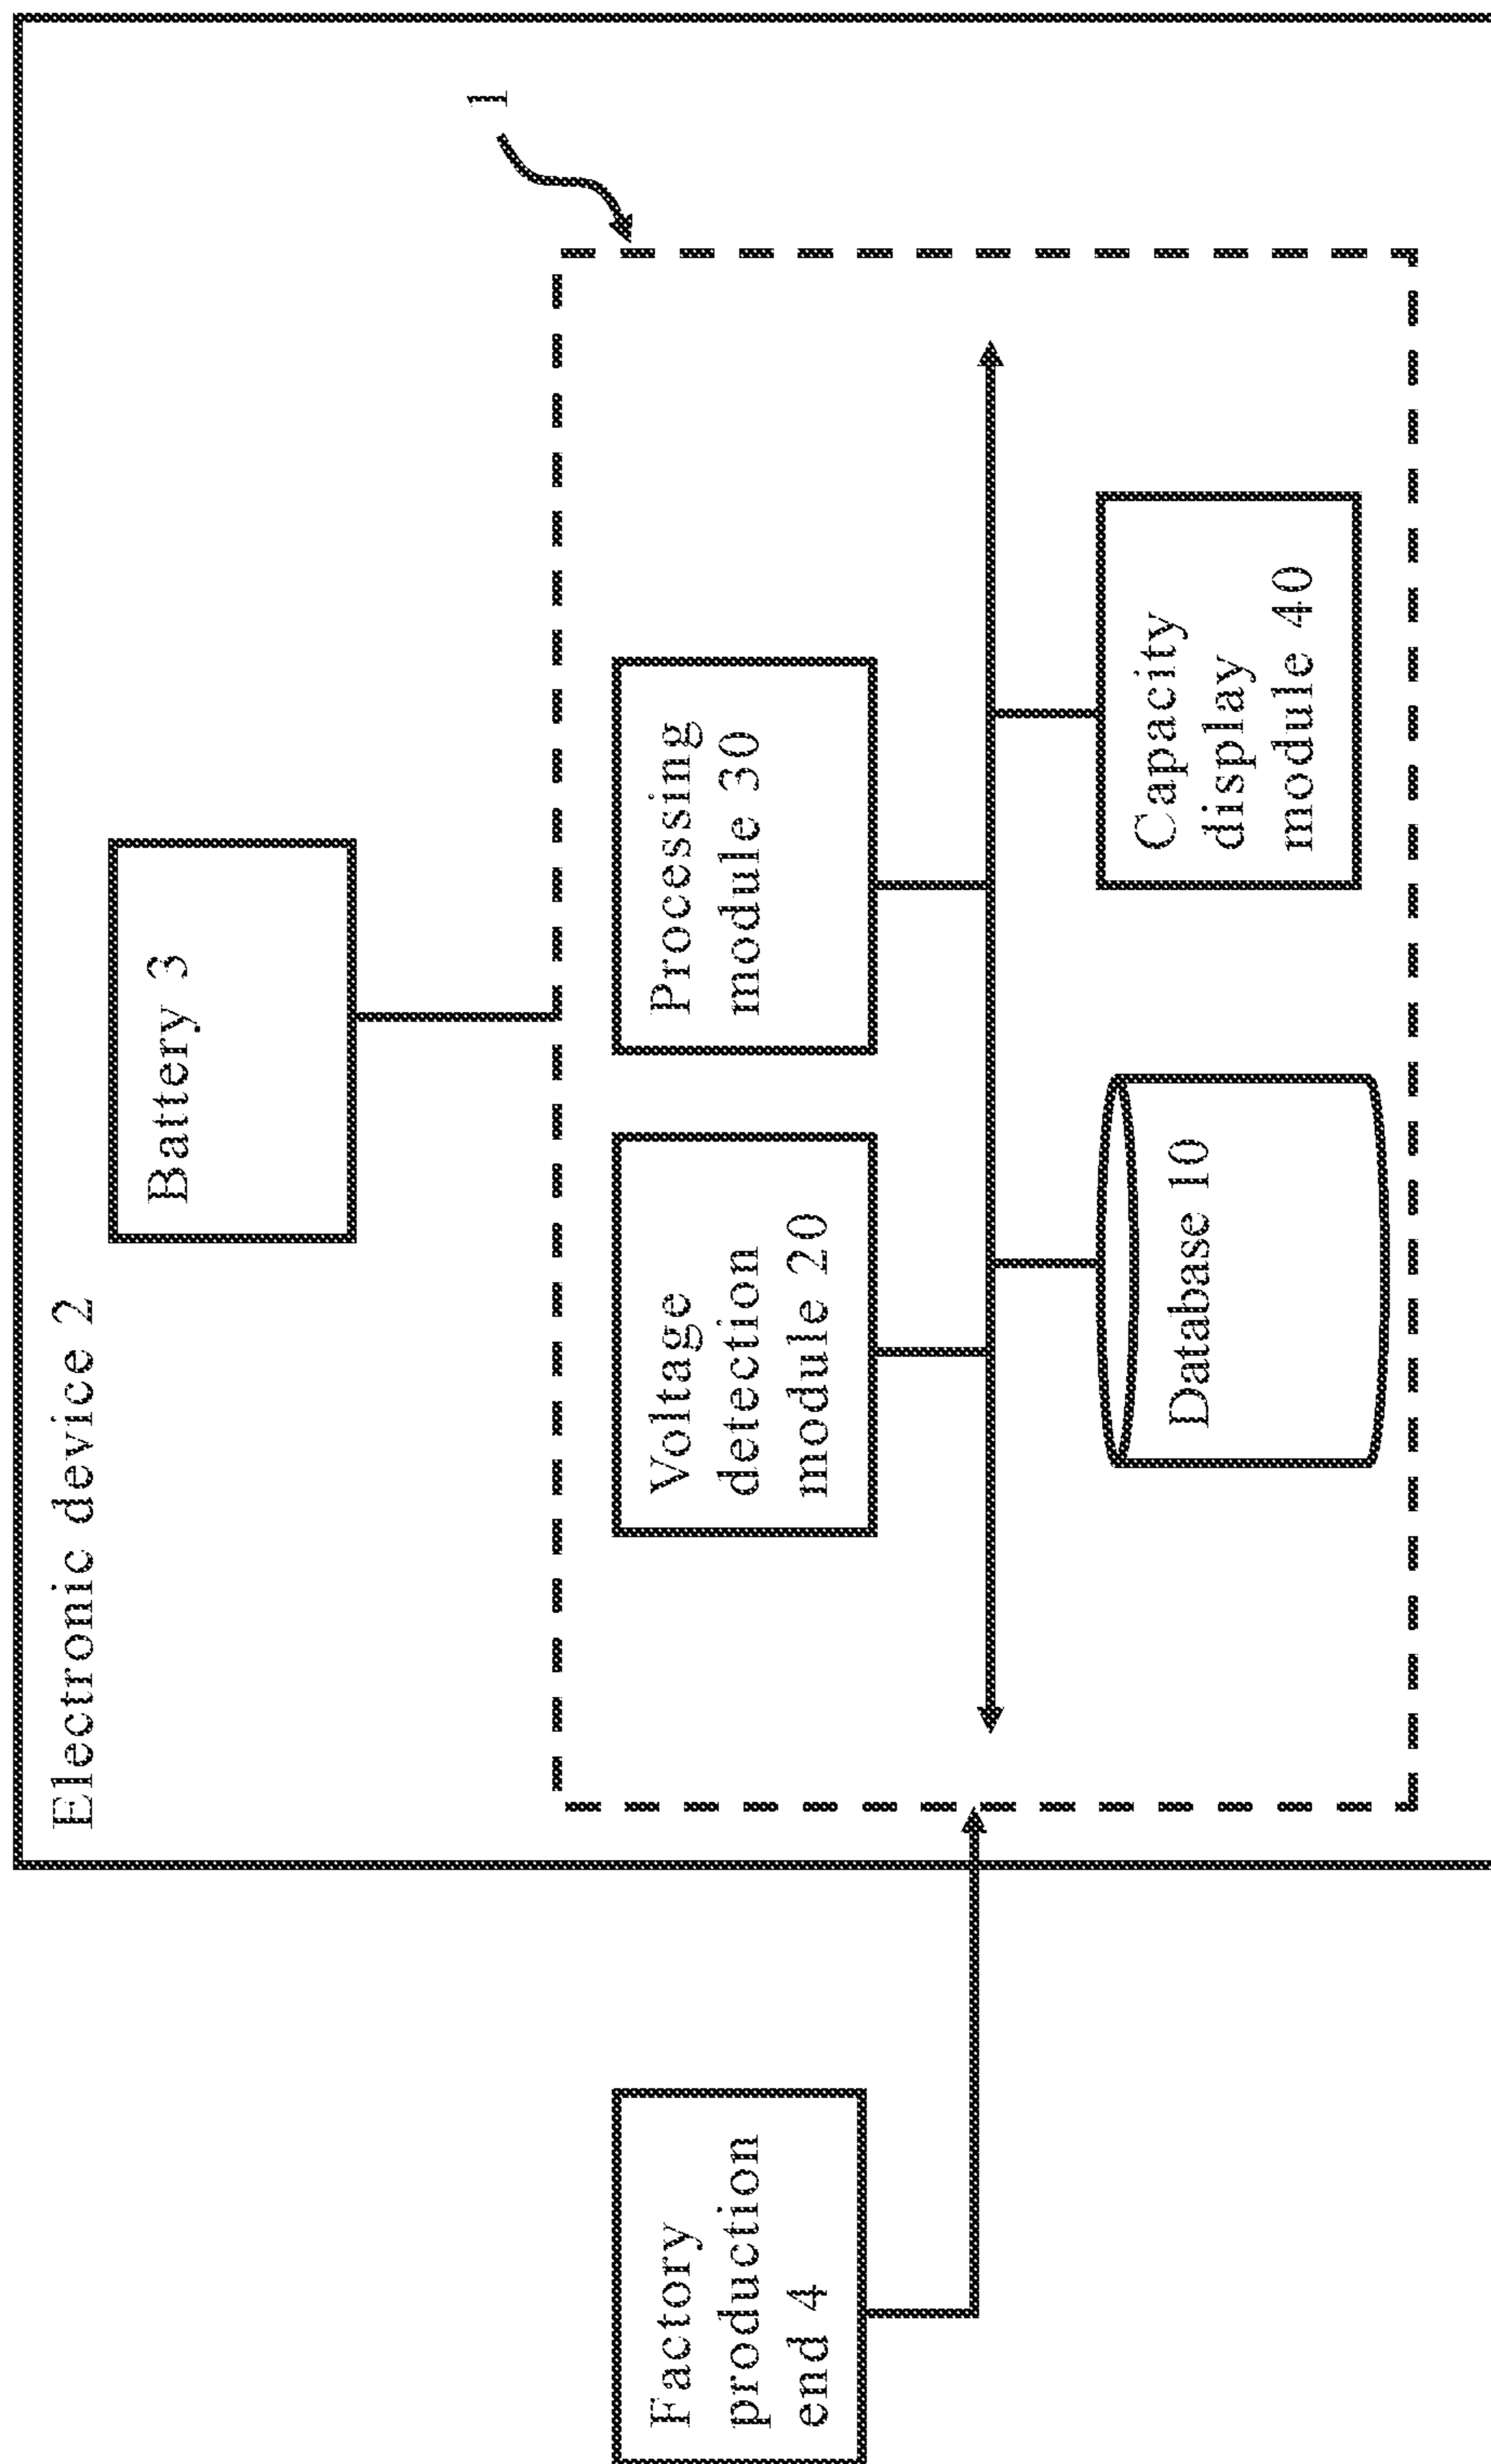 Electronic device 2
Battery 3
1
Factory
production
end 4
Voltage
detection
module 20
Processing
module 30
Database 10
Capacity
display
module 40